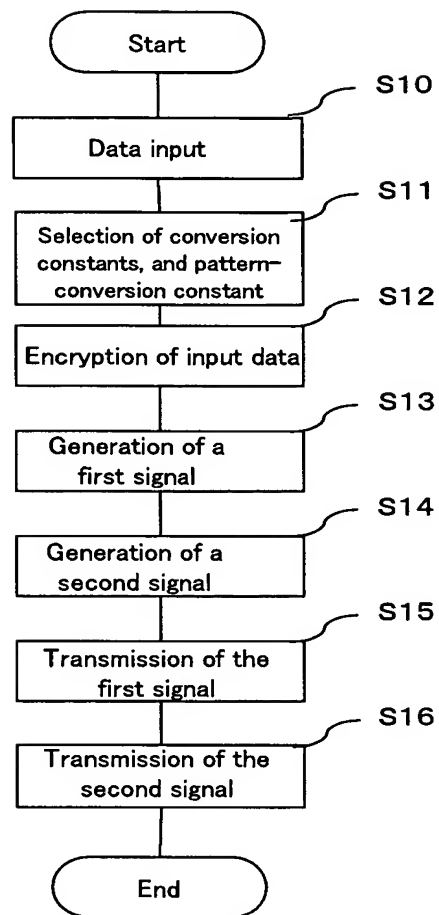 Start
S10
Data input
S11
Selection of conversion
constants, and pattern-
conversion constant
S12
Encryption of input data
S13
Generation of a
first signal
S14
Generation of a
second signal
S15
Transmission of the
first signal
S16
Transmission of the
second signal
End